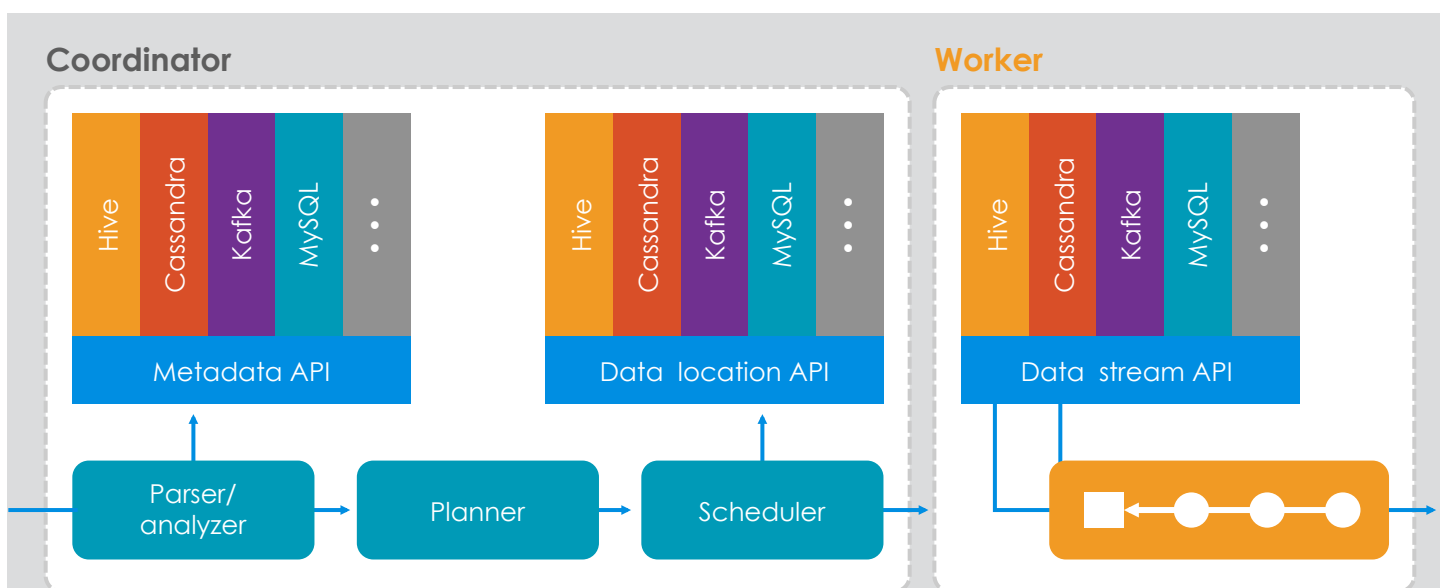 Coordinator
Hive
Cassandra
Kafka
MySQL
...
Metadata API
Hive
Cassandra
Kafka
MySQL
...
Data location API
Parser/
analyzer
Planner
Scheduler
Worker
Hive
Cassandra
Kafka
MySQL
...
Data stream API